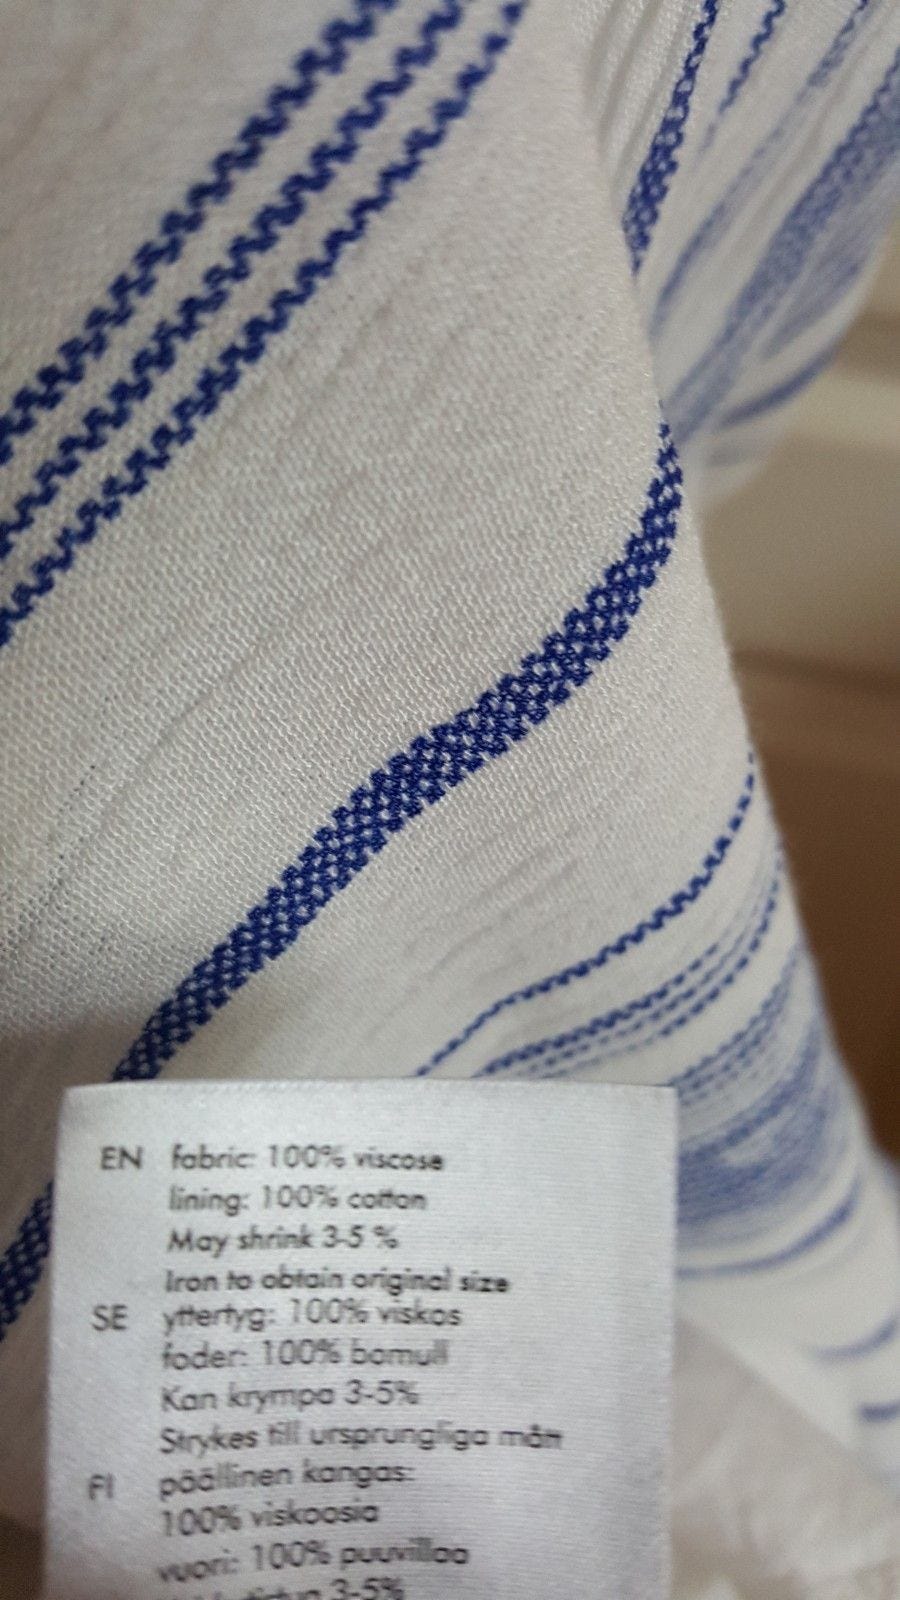 EN fabric: 100% viscose
lining: 100% cotton
May shrink 3-5 %
Iron to obtain original size
SE yttertyg: 100% viskos
foder: 100% bomull
Kan krympa 3-5%
Strykes till ursprungliga mått
FI päällinen kangas:
100% viskoosia
vuori: 100% puuvillaa
3-5%